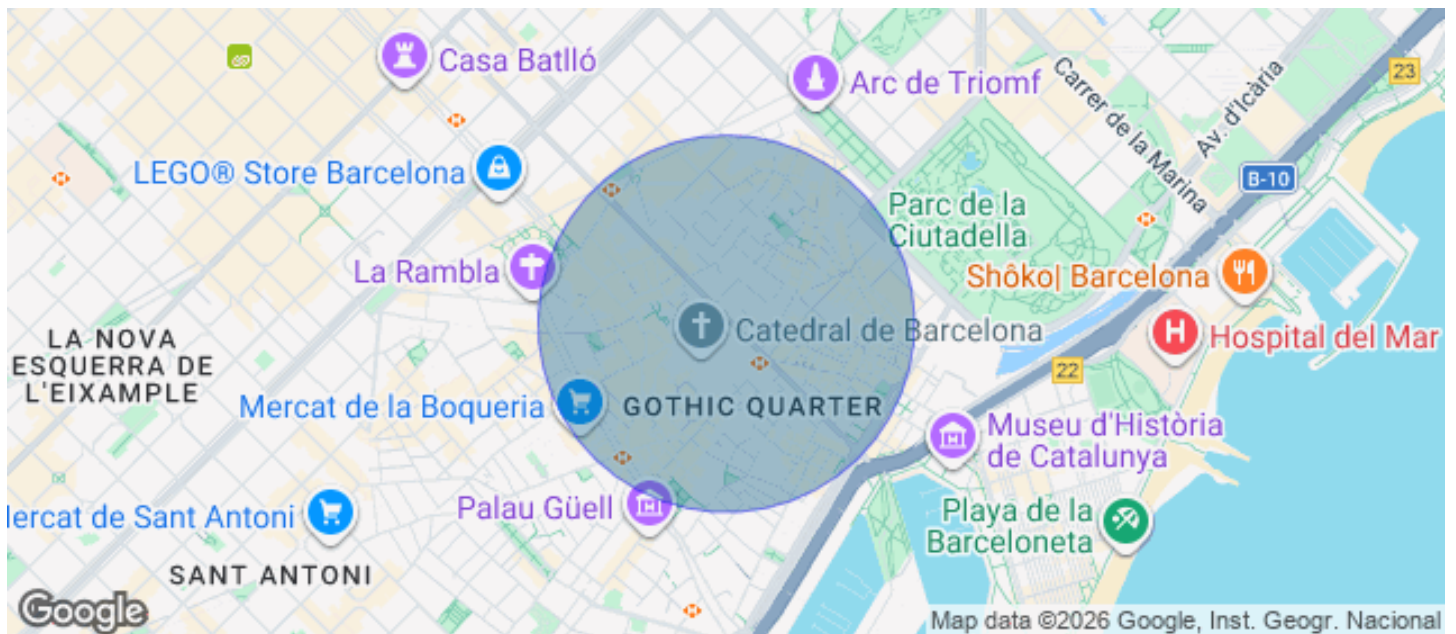 Casa Batlló
Arc de Triomf
23
Carrer de la Marina
Av. d'Icària
LEGO® Store Barcelona
B-10
Parc de la
Ciutadella
La Rambla
Shôko| Barcelona
Catedral de Barcelona
Hospital del Mar
LA NOVA
ESQUERRA DE
L'EIXAMPLE
22
Mercat de la Boqueria
GOTHIC QUARTER
Museu d'Història
de Catalunya
Palau Güell
Mercat de Sant Antoni
Playa de la
Barceloneta
SANT ANTONI
Google
Map data ©2026 Google, Inst. Geogr. Nacional